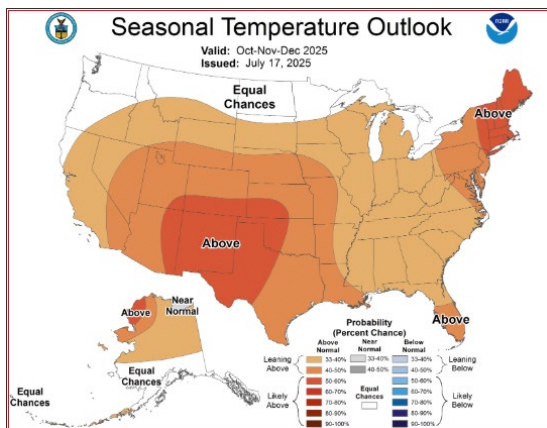 Seasonal Temperature Outlook
Valid: Oct-Nov-Dec 2025
Issued: July 17, 2025
NOAA
Equal
Chances
Above
Above
Above
Above
Near
Normal
Equal
Chances
Equal
Chances
Probability
(Percent Chance)
Above
Normal
Near
Normal
Below
Normal
Leaning
Above
33-40%
40-50%
33-40%
40-50%
33-40%
40-50%
Leaning
Below
Likely
Above
50-60%
60-70%
70-80%
80-90%
90-100%
Equal
Chances
50-60%
60-70%
70-80%
80-90%
90-100%
Likely
Below